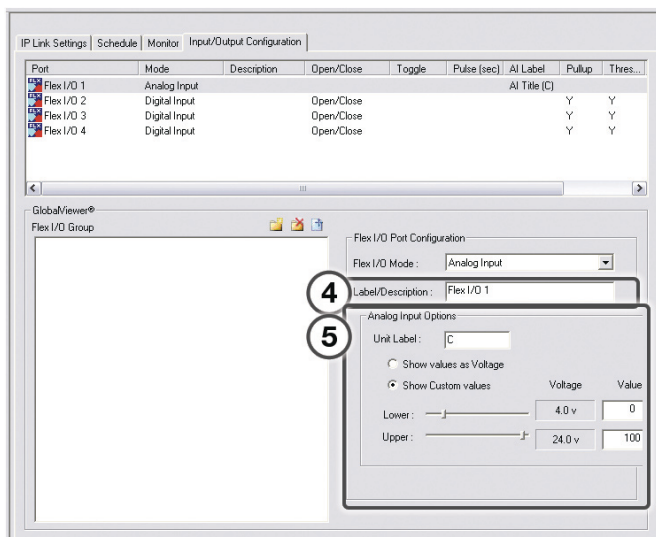 IP Link Settings Schedule Monitor Input/Output Configuration
Port Mode Description Open/Close Toggle Pulse (sec) AI Label Pullup Thres...
Flex I/O 1 Analog Input AI Title (C)
Flex I/O 2 Digital Input Open/Close Y Y
Flex I/O 3 Digital Input Open/Close Y Y
Flex I/O 4 Digital Input Open/Close Y Y
GlobalViewer®
Flex I/O Group
Flex I/O Port Configuration
Flex I/O Mode : Analog Input
4 Label/Description : Flex I/O 1
5 Analog Input Options
Unit Label : C
Show values as Voltage
Show Custom values Voltage Value
Lower : 4.0 v 0
Upper : 24.0 v 100